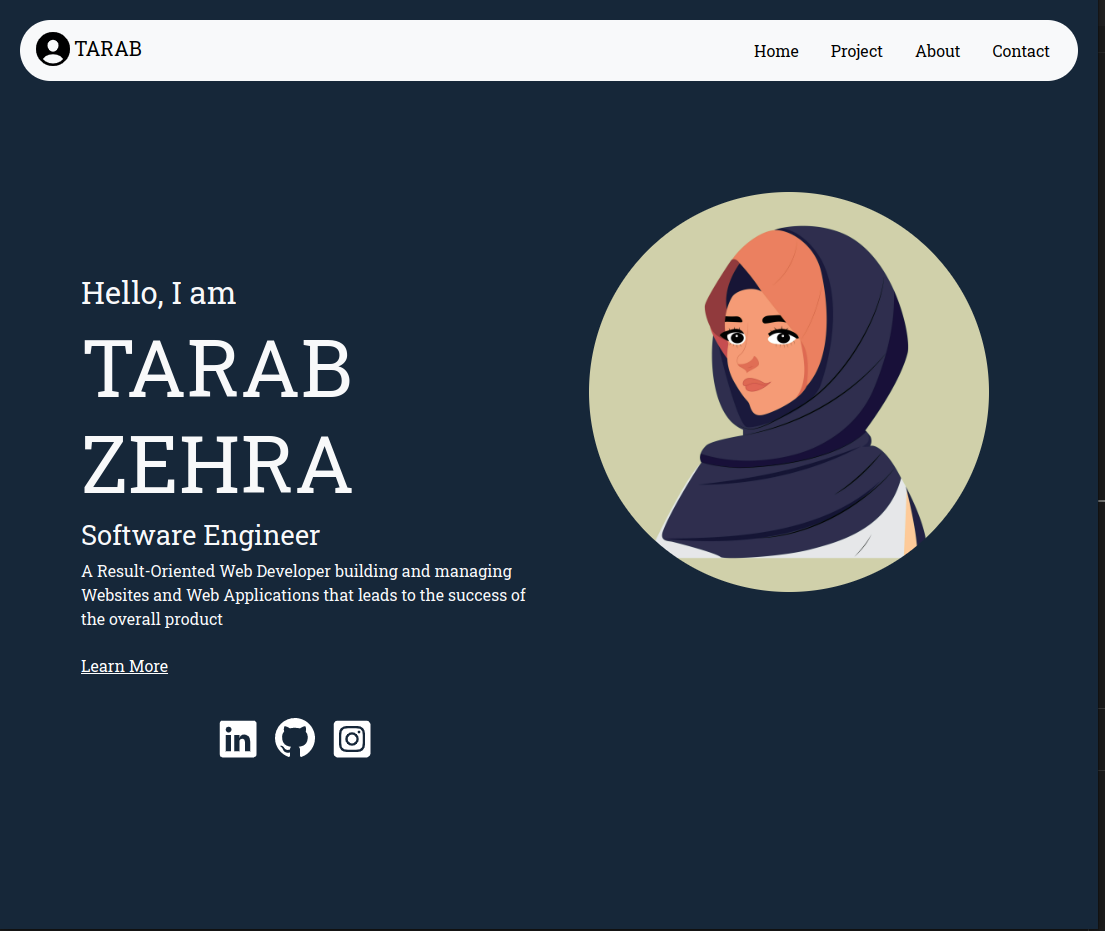 TARAB
Home Project About Contact
Hello, I am
TARAB
ZEHRA
Software Engineer
A Result-Oriented Web Developer building and managing
Websites and Web Applications that leads to the success of
the overall product
Learn More
in